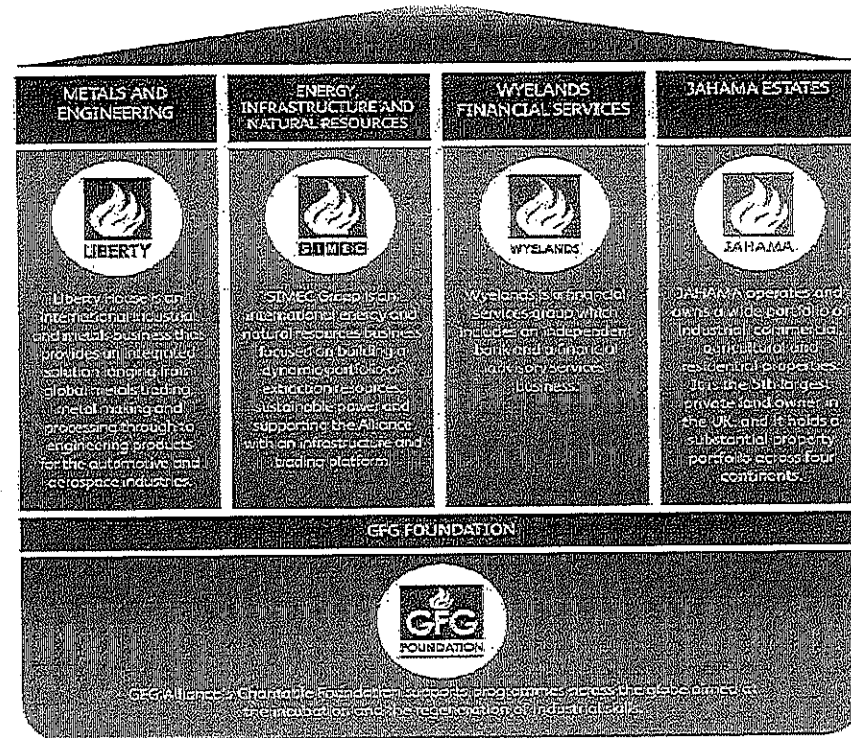 METALS AND
ENGINEERING
LIBERTY
Liberty House is an
international industrial
and metals business that
provides an integrated
solution ranging from
global metals trading,
metal making and
processing through to
engineering products
for the automotive and
aerospace industries.
ENERGY,
INFRASTRUCTURE AND
NATURAL RESOURCES
SIMEC
SIMEC Group is an
international energy and
natural resources business
focused on building a
dynamic portfolio of
extraction resources,
sustainable power and
supporting the Alliance
with an infrastructure and
trading platform
WYELANDS
FINANCIAL SERVICES
WYELANDS
Wyelands is a financial
services group which
includes an independent
bank and a financial
advisory services
business.
JAHAMA ESTATES
JAHAMA
JAHAMA operates and
owns a wide portfolio of
industrial, commercial
agricultural and
residential properties.
It is the 5th largest
private land owner in
the UK and it holds a
substantial property
portfolio across four
continents.
GFG FOUNDATION
GFG
FOUNDATION
GFG Alliance's Charitable Foundation supports programmes across the globe aimed at
the incubation and the regeneration of industrial skills.